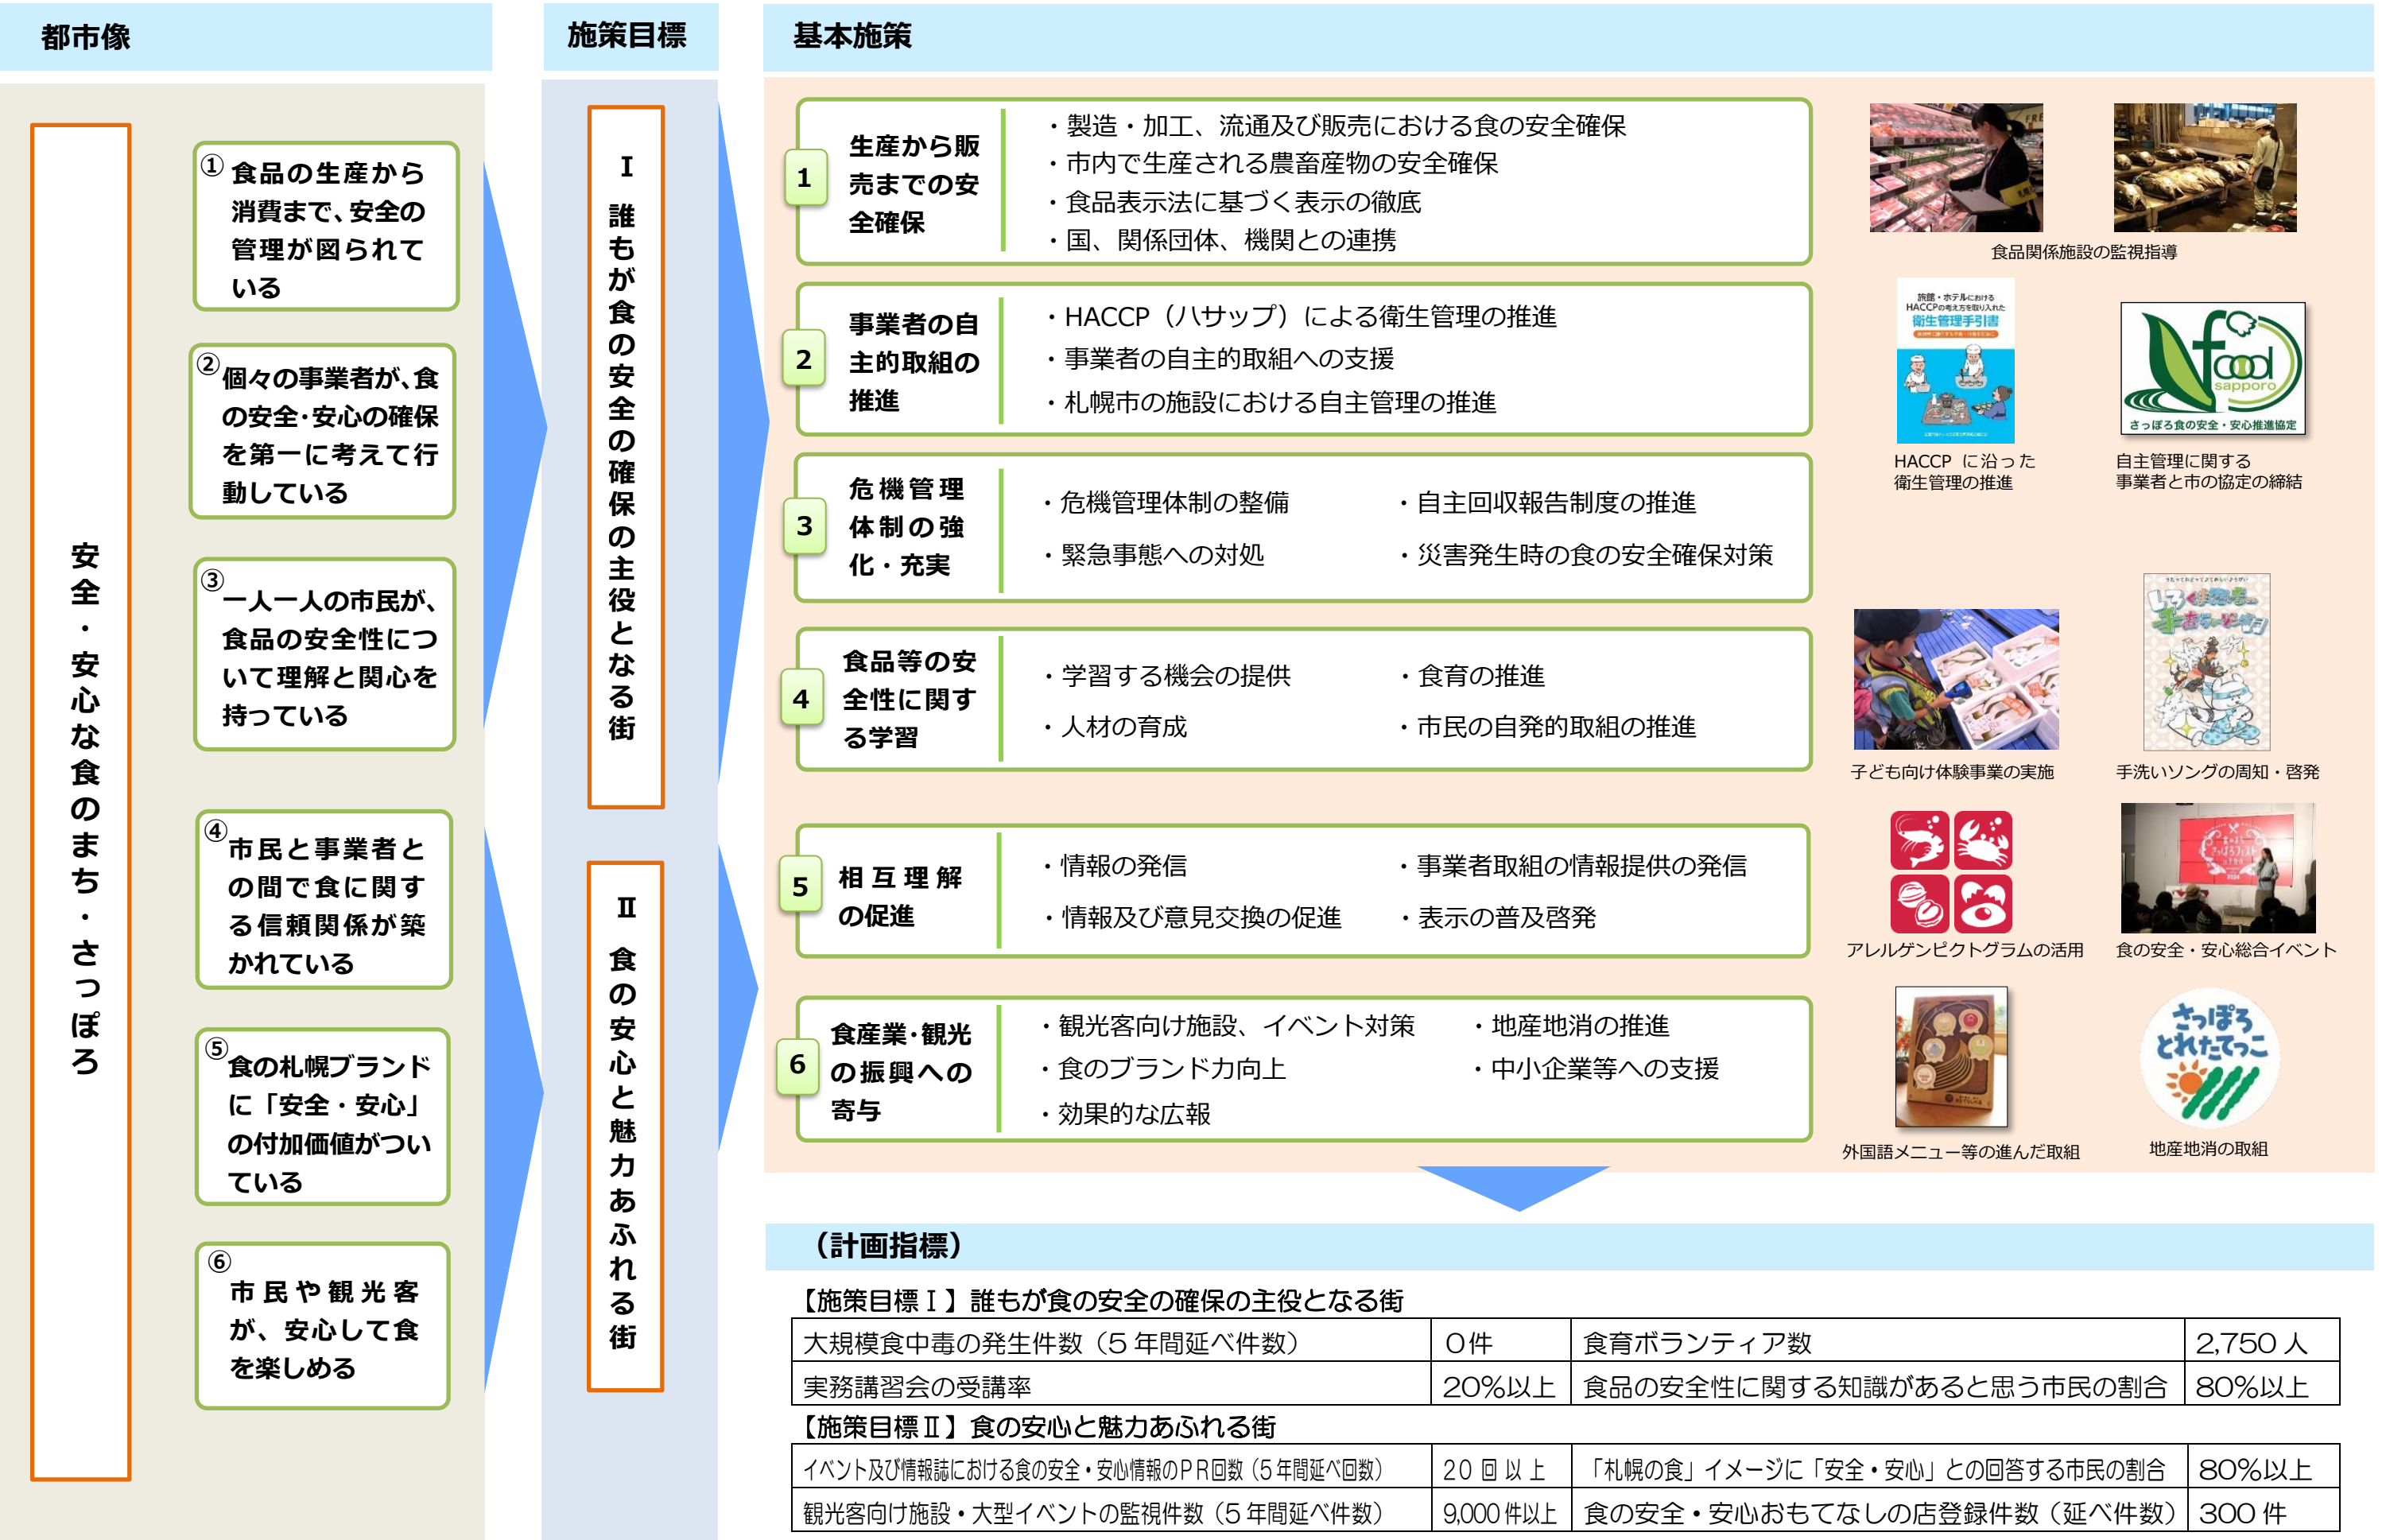 都市像
施策目標
基本施策
安全・安心な食のまち・さっぽろ
①
食品の生産から
消費まで、安全の
管理が図られて
いる
②
個々の事業者が、食
の安全・安心の確保
を第一に考えて行
動している
③
一人一人の市民が、
食品の安全性につ
いて理解と関心を
持っている
④
市民と事業者と
の間で食に関す
る信頼関係が築
かれている
⑤
食の札幌ブランド
に「安全・安心」
の付加価値がつい
ている
⑥
市民や観光客
が、安心して食
を楽しめる
Ⅰ 誰もが食の安全の確保の主役となる街
Ⅱ 食の安心と魅力あふれる街
1
生産から販
売までの安
全確保
・製造・加工、流通及び販売における食の安全確保
・市内で生産される農畜産物の安全確保
・食品表示法に基づく表示の徹底
・国、関係団体、機関との連携
食品関係施設の監視指導
2
事業者の自
主的取組の
推進
・HACCP（ハサップ）による衛生管理の推進
・事業者の自主的取組への支援
・札幌市の施設における自主管理の推進
旅館・ホテルにおける
HACCPの考え方を取り入れた
衛生管理手引書
HACCP に沿った
衛生管理の推進
food
sapporo
さっぽろ食の安全・安心推進協定
自主管理に関する
事業者と市の協定の締結
3
危機管理
体制の強
化・充実
・危機管理体制の整備
・自主回収報告制度の推進
・緊急事態への対処
・災害発生時の食の安全確保対策
4
食品等の安
全性に関す
る学習
・学習する機会の提供
・食育の推進
・人材の育成
・市民の自発的取組の推進
子ども向け体験事業の実施
手洗いソングの周知・啓発
5
相互理解
の促進
・情報の発信
・事業者取組の情報提供の発信
・情報及び意見交換の促進
・表示の普及啓発
アレルゲンピクトグラムの活用
食の安全・安心総合イベント
6
食産業・観光
の振興への
寄与
・観光客向け施設、イベント対策
・地産地消の推進
・食のブランド力向上
・中小企業等への支援
・効果的な広報
外国語メニュー等の進んだ取組
さっぽろ
とれたてっこ
地産地消の取組
（計画指標）
【施策目標Ⅰ】誰もが食の安全の確保の主役となる街
大規模食中毒の発生件数（5年間延べ件数） 0件 食育ボランティア数 2,750人
実務講習会の受講率 20%以上 食品の安全性に関する知識があると思う市民の割合 80%以上
【施策目標Ⅱ】食の安心と魅力あふれる街
イベント及び情報誌における食の安全・安心情報のPR回数（5年間延べ回数） 20回以上 「札幌の食」イメージに「安全・安心」との回答する市民の割合 80%以上
観光客向け施設・大型イベントの監視件数（5年間延べ件数） 9,000件以上 食の安全・安心おもてなしの店登録件数（延べ件数） 300件